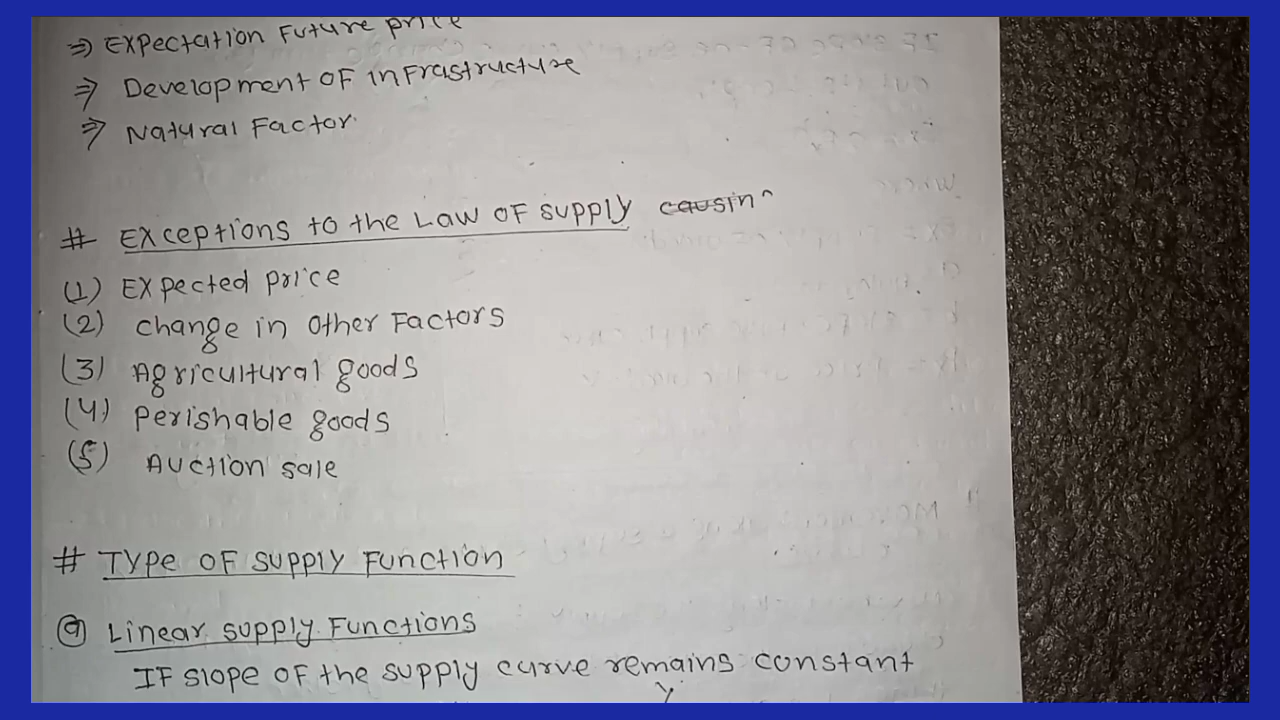 ⇒ Expectation Future price
⇒ Development of infrastructure
⇒ Natural Factor
# Exceptions to the Law of supply
(1) Expected price
(2) change in other Factors
(3) Agricultural goods
(4) perishable goods
(5) Auction sale
# Type of supply Function
(a) Linear supply Functions
If slope of the supply curve remains constant